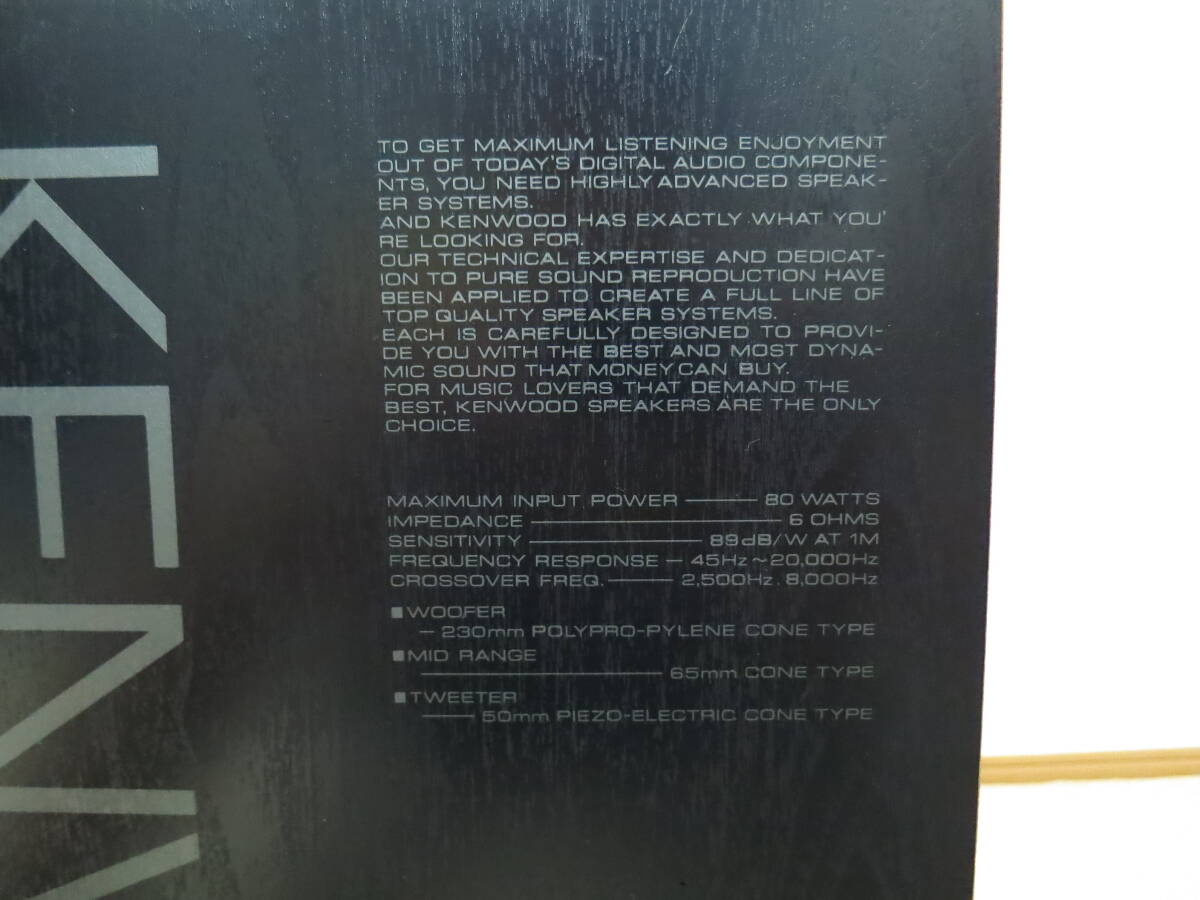 KENW
TO GET MAXIMUM LISTENING ENJOYMENT
OUT OF TODAY'S DIGITAL AUDIO COMPONE-
NTS, YOU NEED HIGHLY ADVANCED SPEAK-
ER SYSTEMS.
AND KENWOOD HAS EXACTLY WHAT YOU'
RE LOOKING FOR.
OUR TECHNICAL EXPERTISE AND DEDICAT-
ION TO PURE SOUND REPRODUCTION HAVE
BEEN APPLIED TO CREATE A FULL LINE OF
TOP QUALITY SPEAKER SYSTEMS.
EACH IS CAREFULLY DESIGNED TO PROVI-
DE YOU WITH THE BEST AND MOST DYNA-
MIC SOUND THAT MONEY CAN BUY.
FOR MUSIC LOVERS THAT DEMAND THE
BEST, KENWOOD SPEAKERS ARE THE ONLY
CHOICE.
MAXIMUM INPUT POWER — 80 WATTS
IMPEDANCE — 6 OHMS
SENSITIVITY — 89dB/W AT 1M
FREQUENCY RESPONSE — 45Hz~20,000Hz
CROSSOVER FREQ. — 2,500Hz. 8,000Hz
■WOOFER
— 230mm POLYPRO-PYLENE CONE TYPE
■MID RANGE
— 65mm CONE TYPE
■TWEETER
— 50mm PIEZO-ELECTRIC CONE TYPE